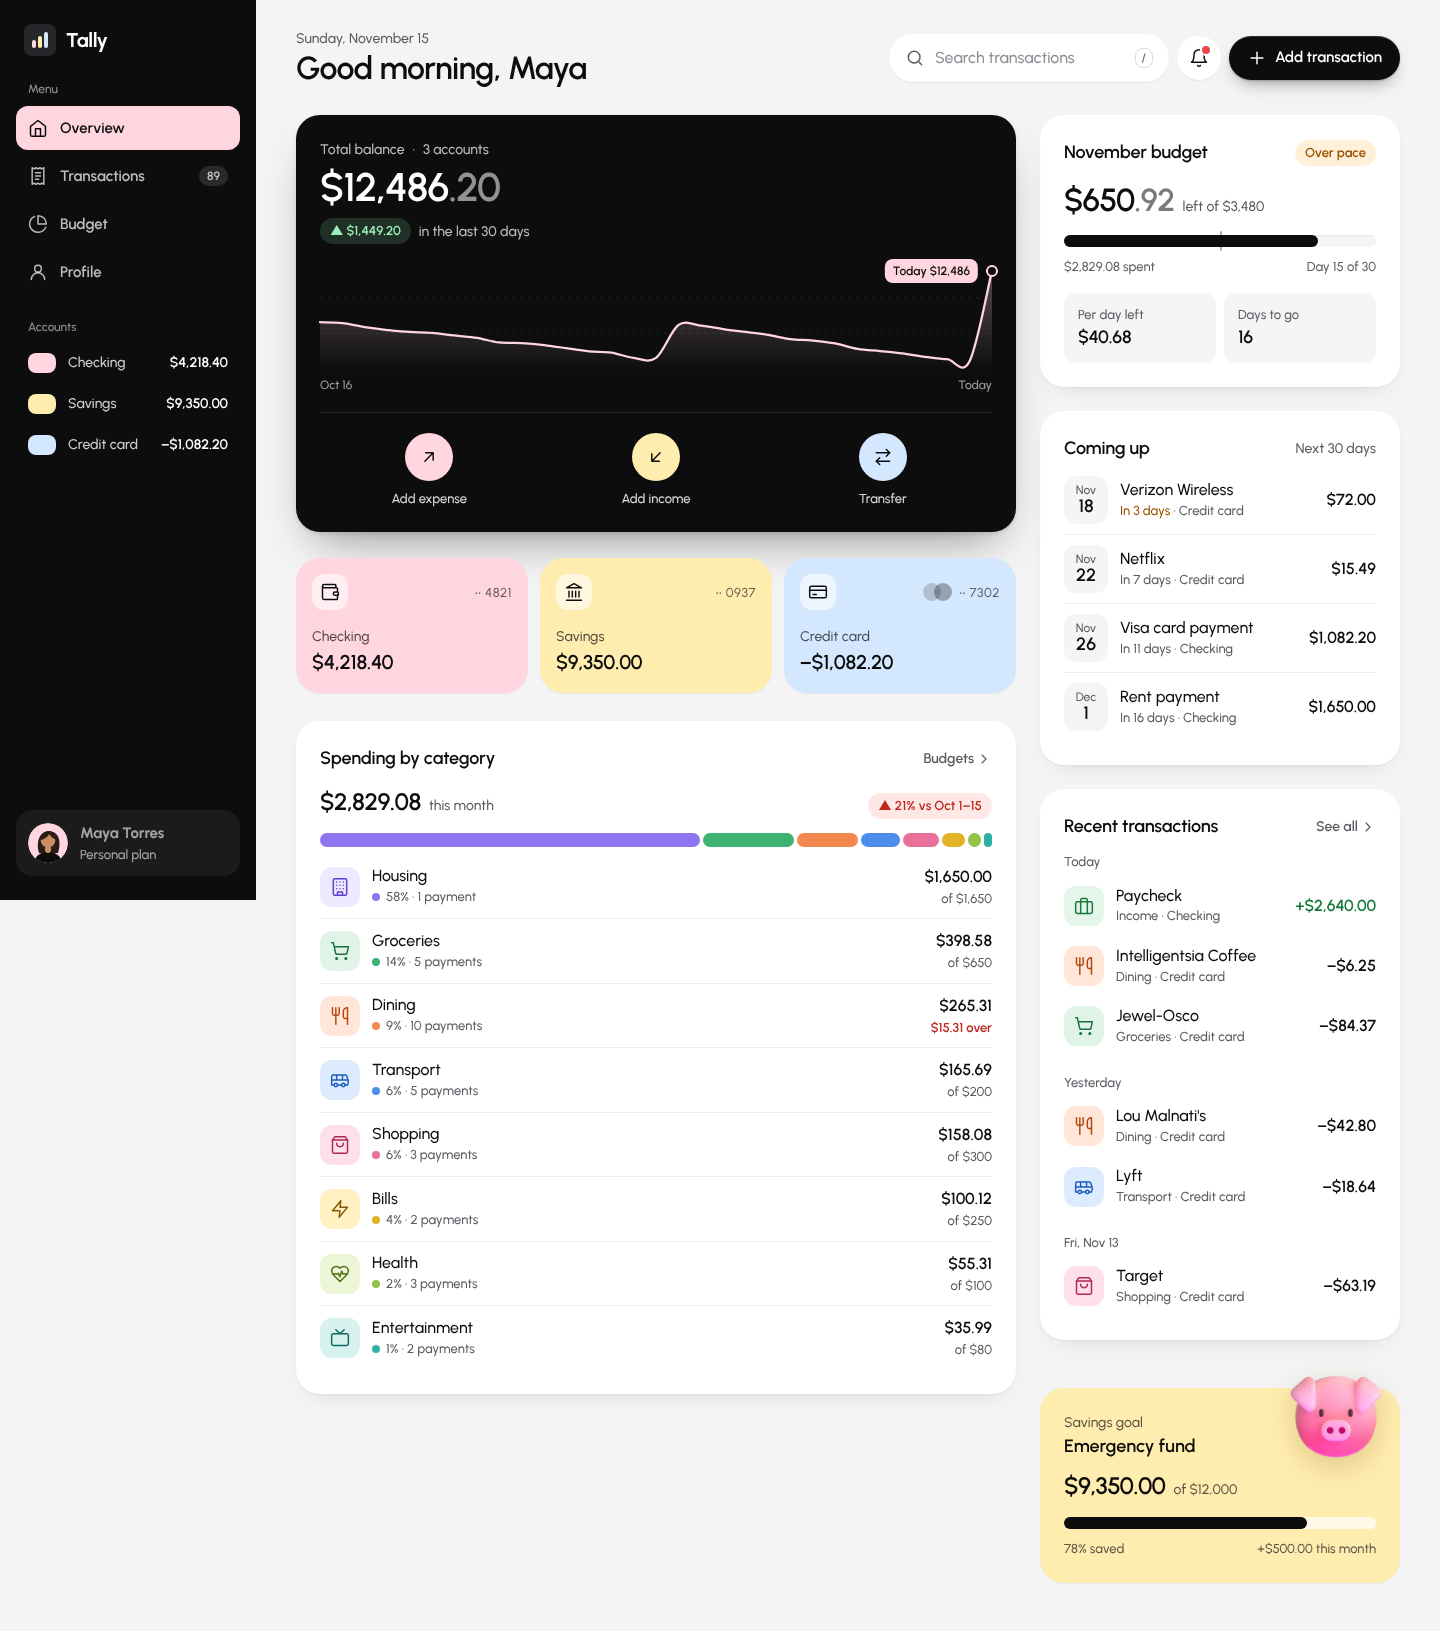 Tally
Menu
Overview
Transactions 89
Budget
Profile
Accounts
Checking $4,218.40
Savings $9,350.00
Credit card −$1,082.20
Maya Torres
Personal plan
Sunday, November 15
Good morning, Maya
Search transactions /
Add transaction
Total balance · 3 accounts
$12,486.20
▲ $1,449.20 in the last 30 days
Today $12,486
Oct 16 Today
Add expense Add income Transfer
·· 4821
Checking
$4,218.40
·· 0937
Savings
$9,350.00
·· 7302
Credit card
−$1,082.20
Spending by category Budgets
$2,829.08 this month ▲ 21% vs Oct 1–15
Housing $1,650.00
58% · 1 payment of $1,650
Groceries $398.58
14% · 5 payments of $650
Dining $265.31
9% · 10 payments $15.31 over
Transport $165.69
6% · 5 payments of $200
Shopping $158.08
6% · 3 payments of $300
Bills $100.12
4% · 2 payments of $250
Health $55.31
2% · 3 payments of $100
Entertainment $35.99
1% · 2 payments of $80
November budget Over pace
$650.92 left of $3,480
$2,829.08 spent Day 15 of 30
Per day left Days to go
$40.68 16
Coming up Next 30 days
Nov 18 Verizon Wireless $72.00
In 3 days · Credit card
Nov 22 Netflix $15.49
In 7 days · Credit card
Nov 26 Visa card payment $1,082.20
In 11 days · Checking
Dec 1 Rent payment $1,650.00
In 16 days · Checking
Recent transactions See all
Today
Paycheck +$2,640.00
Income · Checking
Intelligentsia Coffee −$6.25
Dining · Credit card
Jewel-Osco −$84.37
Groceries · Credit card
Yesterday
Lou Malnati's −$42.80
Dining · Credit card
Lyft −$18.64
Transport · Credit card
Fri, Nov 13
Target −$63.19
Shopping · Credit card
Savings goal
Emergency fund
$9,350.00 of $12,000
78% saved +$500.00 this month